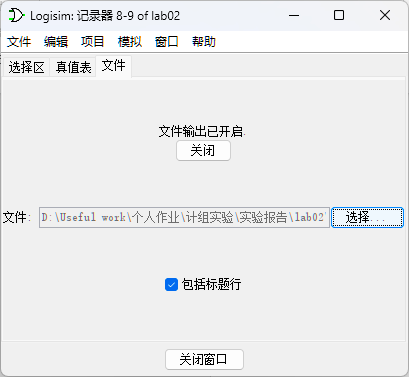 Logisim: 记录器 8-9 of lab02
文件 编辑 项目 模拟 窗口 帮助
选择区 真值表 文件
文件输出已开启.
关闭
文件: D:\Useful work\个人作业\计组实验\实验报告\lab02\ 选择...
包括标题行
关闭窗口